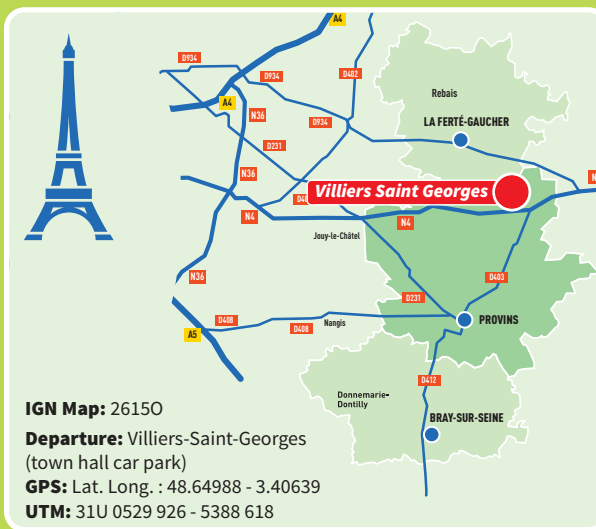 A4
D934
D934
D402
Rebais
A4
N36
D934
LA FERTÉ-GAUCHER
D231
N36
Villiers Saint Georges
N4
N4
Jouy-le-Châtel
N36
D403
D231
D408
D408
Nangis
PROVINS
A5
D412
Donnemarie-
Dontilly
BRAY-SUR-SEINE
IGN Map: 2615O
Departure: Villiers-Saint-Georges
(town hall car park)
GPS: Lat. Long. : 48.64988 - 3.40639
UTM: 31U 0529 926 - 5388 618